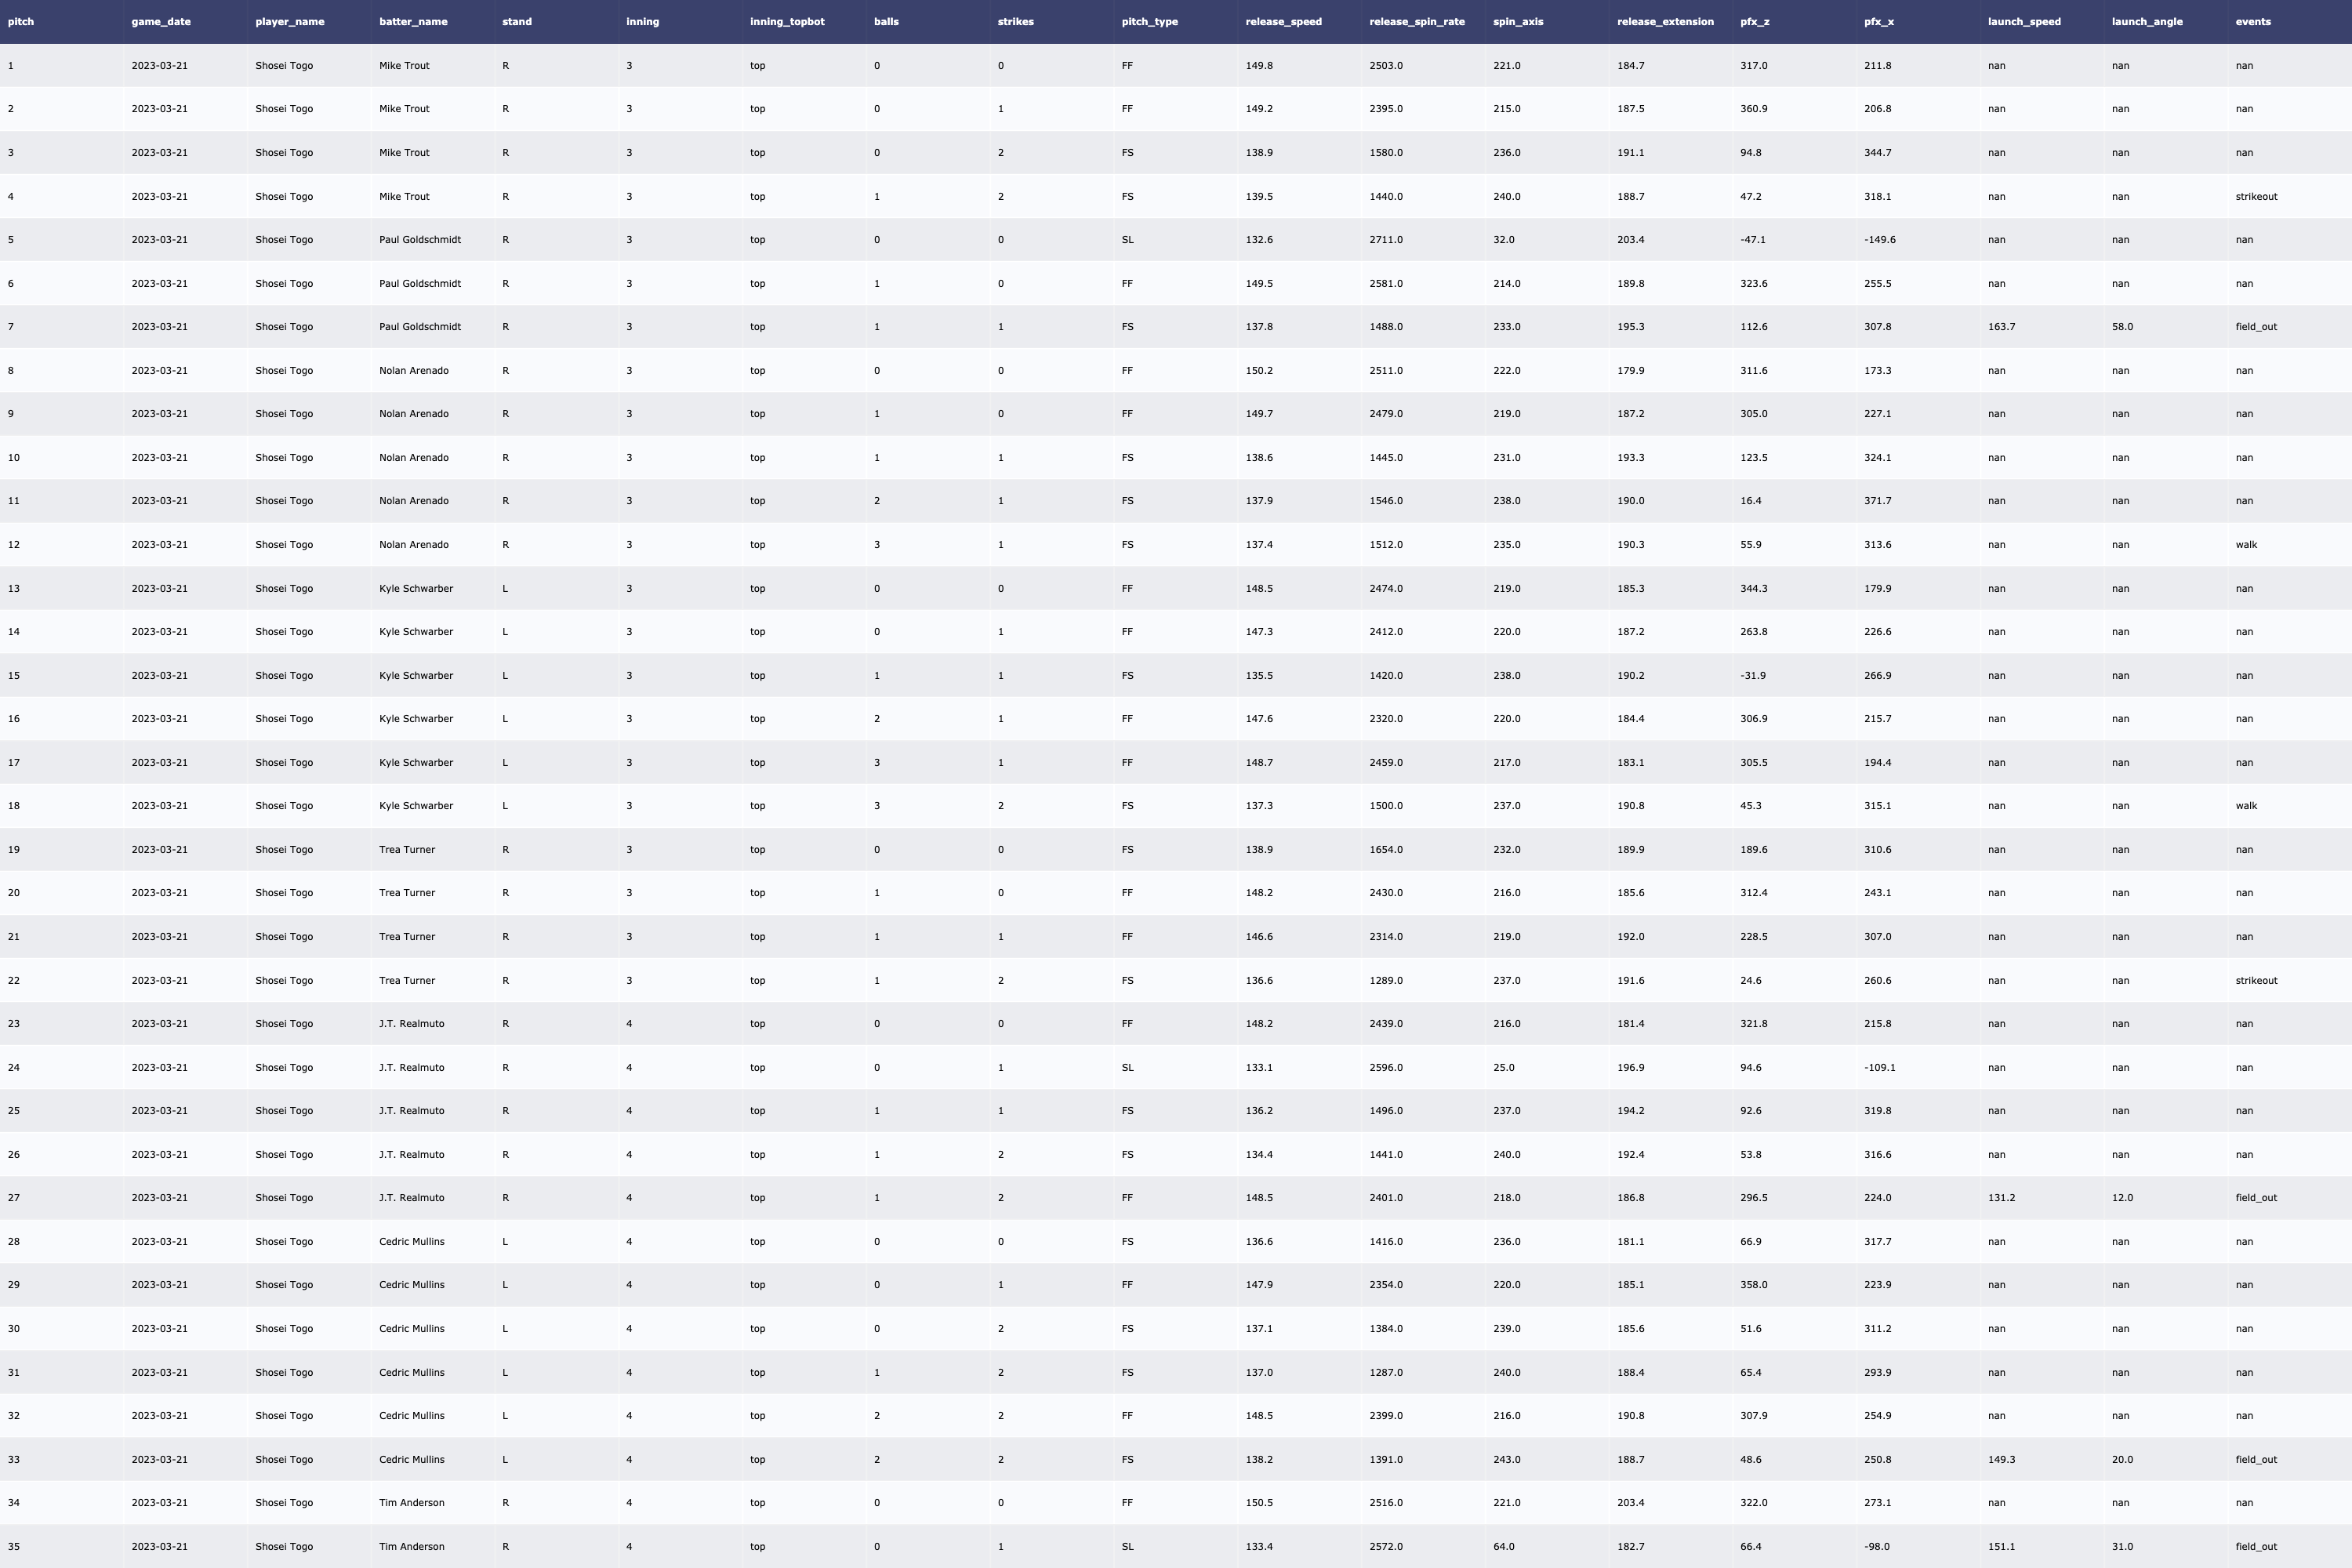 pitch game_date player_name batter_name stand inning inning_topbot balls strikes pitch_type release_speed release_spin_rate spin_axis release_extension pfx_z pfx_x launch_speed launch_angle events
1 2023-03-21 Shosei Togo Mike Trout R 3 top 0 0 FF 149.8 2503.0 221.0 184.7 317.0 211.8 nan nan nan
2 2023-03-21 Shosei Togo Mike Trout R 3 top 0 1 FF 149.2 2395.0 215.0 187.5 360.9 206.8 nan nan nan
3 2023-03-21 Shosei Togo Mike Trout R 3 top 0 2 FS 138.9 1580.0 236.0 191.1 94.8 344.7 nan nan nan
4 2023-03-21 Shosei Togo Mike Trout R 3 top 1 2 FS 139.5 1440.0 240.0 188.7 47.2 318.1 nan nan strikeout
5 2023-03-21 Shosei Togo Paul Goldschmidt R 3 top 0 0 SL 132.6 2711.0 32.0 203.4 -47.1 -149.6 nan nan nan
6 2023-03-21 Shosei Togo Paul Goldschmidt R 3 top 1 0 FF 149.5 2581.0 214.0 189.8 323.6 255.5 nan nan nan
7 2023-03-21 Shosei Togo Paul Goldschmidt R 3 top 1 1 FS 137.8 1488.0 233.0 195.3 112.6 307.8 163.7 58.0 field_out
8 2023-03-21 Shosei Togo Nolan Arenado R 3 top 0 0 FF 150.2 2511.0 222.0 179.9 311.6 173.3 nan nan nan
9 2023-03-21 Shosei Togo Nolan Arenado R 3 top 1 0 FF 149.7 2479.0 219.0 187.2 305.0 227.1 nan nan nan
10 2023-03-21 Shosei Togo Nolan Arenado R 3 top 1 1 FS 138.6 1445.0 231.0 193.3 123.5 324.1 nan nan nan
11 2023-03-21 Shosei Togo Nolan Arenado R 3 top 2 1 FS 137.9 1546.0 238.0 190.0 16.4 371.7 nan nan nan
12 2023-03-21 Shosei Togo Nolan Arenado R 3 top 3 1 FS 137.4 1512.0 235.0 190.3 55.9 313.6 nan nan walk
13 2023-03-21 Shosei Togo Kyle Schwarber L 3 top 0 0 FF 148.5 2474.0 219.0 185.3 344.3 179.9 nan nan nan
14 2023-03-21 Shosei Togo Kyle Schwarber L 3 top 0 1 FF 147.3 2412.0 220.0 187.2 263.8 226.6 nan nan nan
15 2023-03-21 Shosei Togo Kyle Schwarber L 3 top 1 1 FS 135.5 1420.0 238.0 190.2 -31.9 266.9 nan nan nan
16 2023-03-21 Shosei Togo Kyle Schwarber L 3 top 2 1 FF 147.6 2320.0 220.0 184.4 306.9 215.7 nan nan nan
17 2023-03-21 Shosei Togo Kyle Schwarber L 3 top 3 1 FF 148.7 2459.0 217.0 183.1 305.5 194.4 nan nan nan
18 2023-03-21 Shosei Togo Kyle Schwarber L 3 top 3 2 FS 137.3 1500.0 237.0 190.8 45.3 315.1 nan nan walk
19 2023-03-21 Shosei Togo Trea Turner R 3 top 0 0 FS 138.9 1654.0 232.0 189.9 189.6 310.6 nan nan nan
20 2023-03-21 Shosei Togo Trea Turner R 3 top 1 0 FF 148.2 2430.0 216.0 185.6 312.4 243.1 nan nan nan
21 2023-03-21 Shosei Togo Trea Turner R 3 top 1 1 FF 146.6 2314.0 219.0 192.0 228.5 307.0 nan nan nan
22 2023-03-21 Shosei Togo Trea Turner R 3 top 1 2 FS 136.6 1289.0 237.0 191.6 24.6 260.6 nan nan strikeout
23 2023-03-21 Shosei Togo J.T. Realmuto R 4 top 0 0 FF 148.2 2439.0 216.0 181.4 321.8 215.8 nan nan nan
24 2023-03-21 Shosei Togo J.T. Realmuto R 4 top 0 1 SL 133.1 2596.0 25.0 196.9 94.6 -109.1 nan nan nan
25 2023-03-21 Shosei Togo J.T. Realmuto R 4 top 1 1 FS 136.2 1496.0 237.0 194.2 92.6 319.8 nan nan nan
26 2023-03-21 Shosei Togo J.T. Realmuto R 4 top 1 2 FS 134.4 1441.0 240.0 192.4 53.8 316.6 nan nan nan
27 2023-03-21 Shosei Togo J.T. Realmuto R 4 top 1 2 FF 148.5 2401.0 218.0 186.8 296.5 224.0 131.2 12.0 field_out
28 2023-03-21 Shosei Togo Cedric Mullins L 4 top 0 0 FS 136.6 1416.0 236.0 181.1 66.9 317.7 nan nan nan
29 2023-03-21 Shosei Togo Cedric Mullins L 4 top 0 1 FF 147.9 2354.0 220.0 185.1 358.0 223.9 nan nan nan
30 2023-03-21 Shosei Togo Cedric Mullins L 4 top 0 2 FS 137.1 1384.0 239.0 185.6 51.6 311.2 nan nan nan
31 2023-03-21 Shosei Togo Cedric Mullins L 4 top 1 2 FS 137.0 1287.0 240.0 188.4 65.4 293.9 nan nan nan
32 2023-03-21 Shosei Togo Cedric Mullins L 4 top 2 2 FF 148.5 2399.0 216.0 190.8 307.9 254.9 nan nan nan
33 2023-03-21 Shosei Togo Cedric Mullins L 4 top 2 2 FS 138.2 1391.0 243.0 188.7 48.6 250.8 149.3 20.0 field_out
34 2023-03-21 Shosei Togo Tim Anderson R 4 top 0 0 FF 150.5 2516.0 221.0 203.4 322.0 273.1 nan nan nan
35 2023-03-21 Shosei Togo Tim Anderson R 4 top 0 1 SL 133.4 2572.0 64.0 182.7 66.4 -98.0 151.1 31.0 field_out